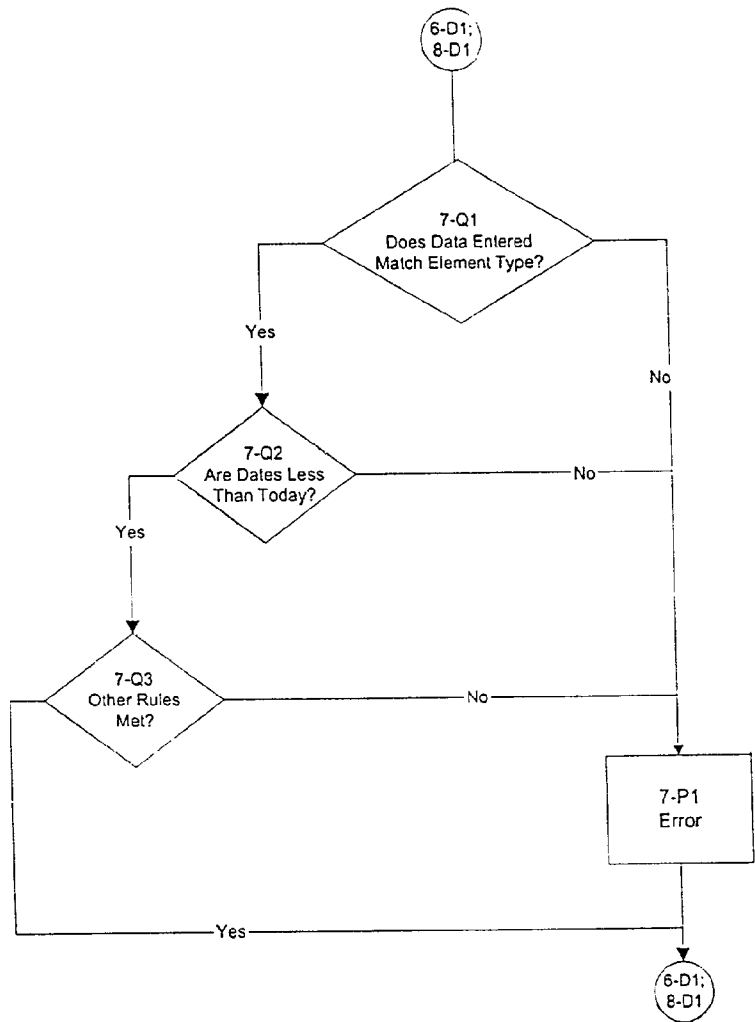 6-D1;
8-D1
7-Q1
Does Data Entered
Match Element Type?
Yes
No
7-Q2
Are Dates Less
Than Today?
No
Yes
7-Q3
Other Rules
Met?
No
7-P1
Error
Yes
6-D1;
8-D1